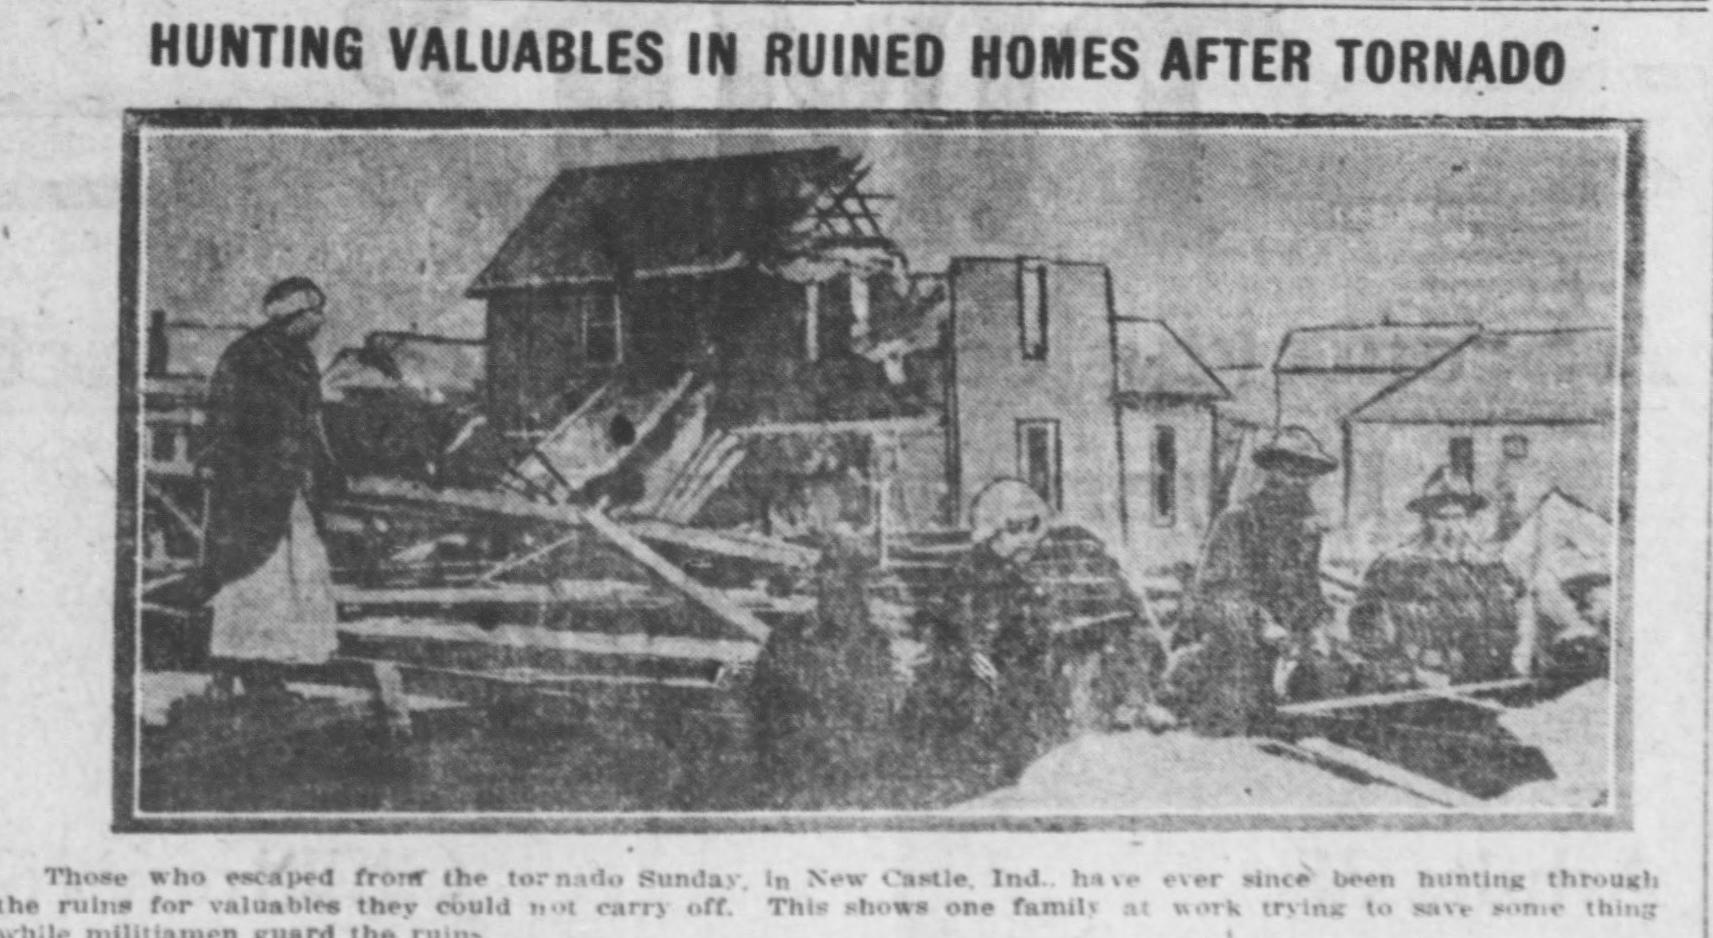 HUNTING VALUABLES IN RUINED HOMES AFTER TORNADO
Those who escaped from the tornado Sunday, in New Castle, Ind., have ever since been hunting through
the ruins for valuables they could not carry off. This shows one family at work trying to save some thing
while militiamen guard the ruins.